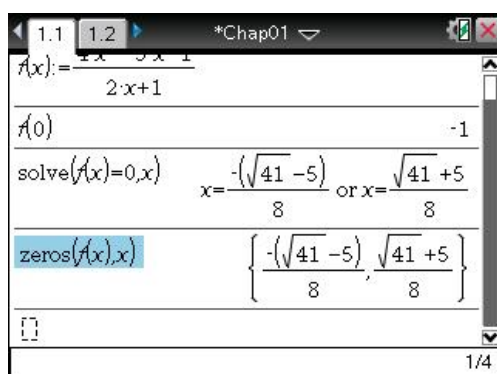 1.1 1.2 *Chap01
f(x):=
2·x+1
f(0) -1
solve(f(x)=0,x) x=-(√41 -5)/8 or x=(√41 +5)/8
zeros(f(x),x) {-(√41 -5)/8, (√41 +5)/8}
1/4